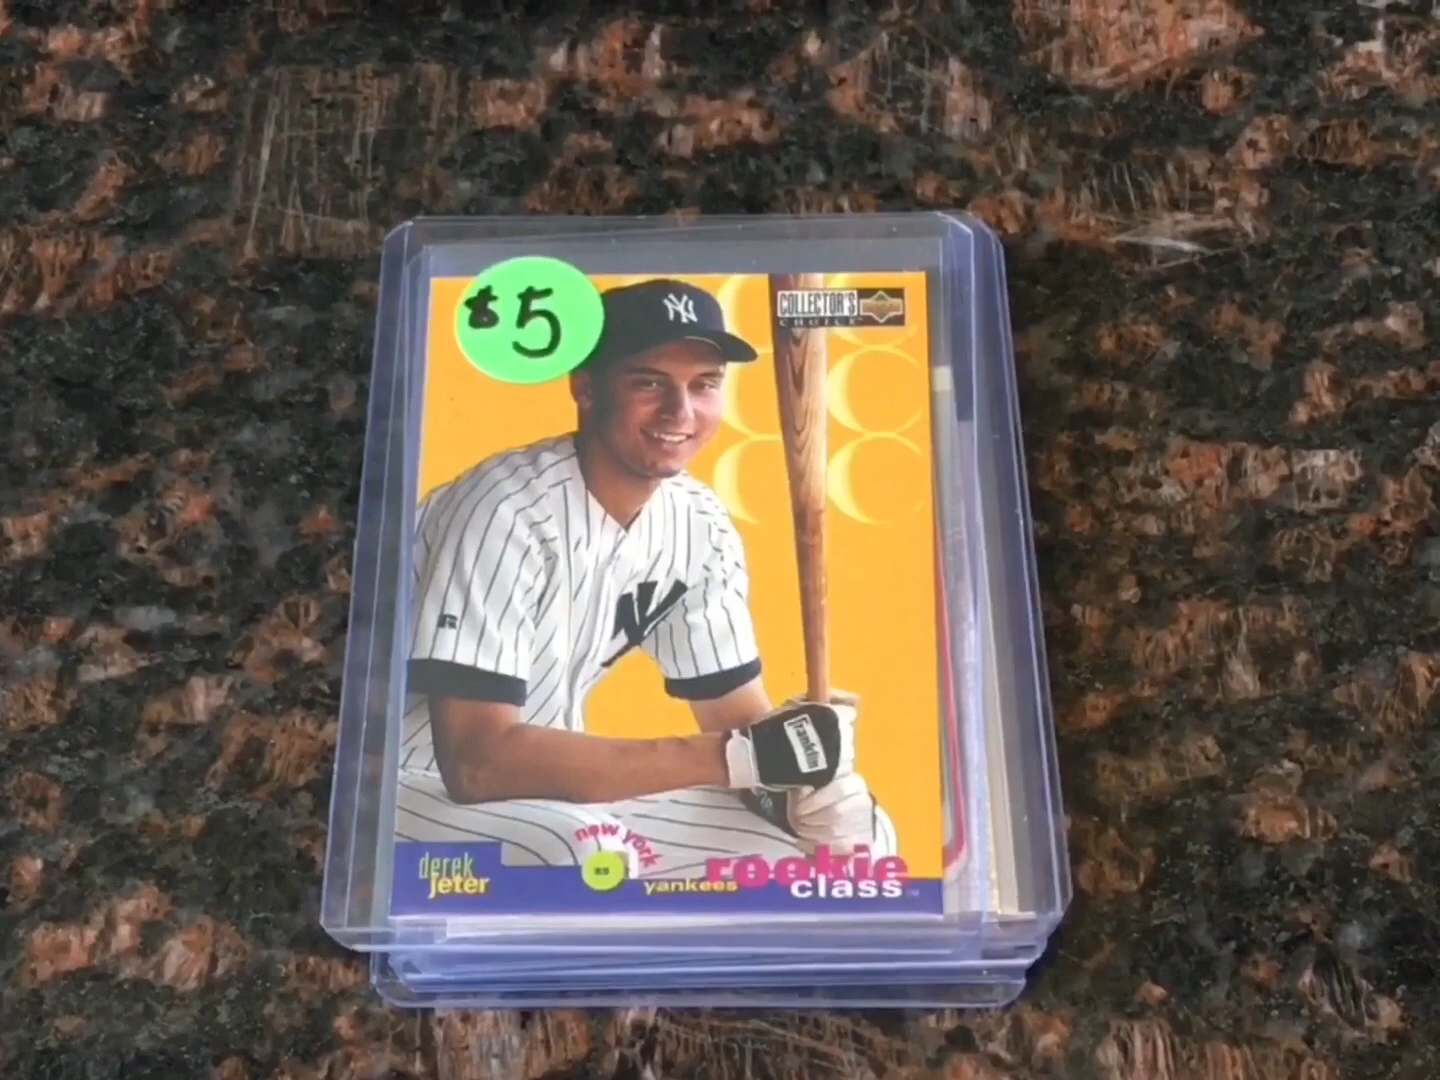 $5
NY
COLLECTOR'S
CHOICE
NY
R
Franklin
derek
jeter
new york
yankees
rookie
class